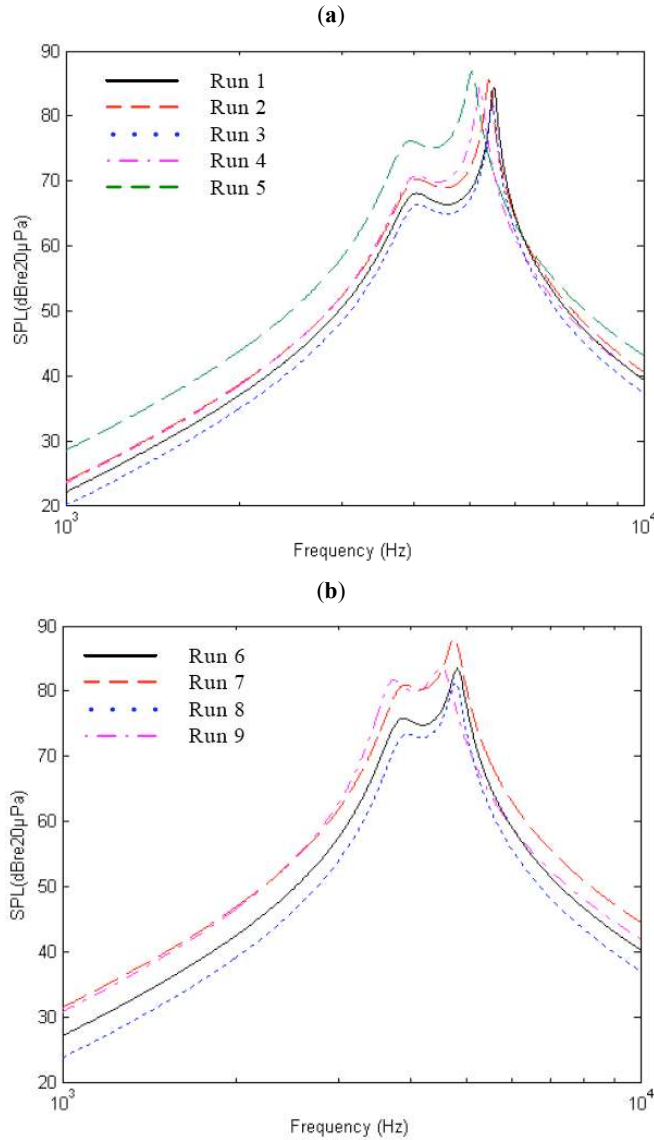 (a)
90
80
70
60
50
40
30
20
SPL(dBre20µPa)
Run 1
Run 2
Run 3
Run 4
Run 5
10³
10⁴
Frequency (Hz)
(b)
90
80
70
60
50
40
30
20
SPL(dBre20µPa)
Run 6
Run 7
Run 8
Run 9
10³
10⁴
Frequency (Hz)